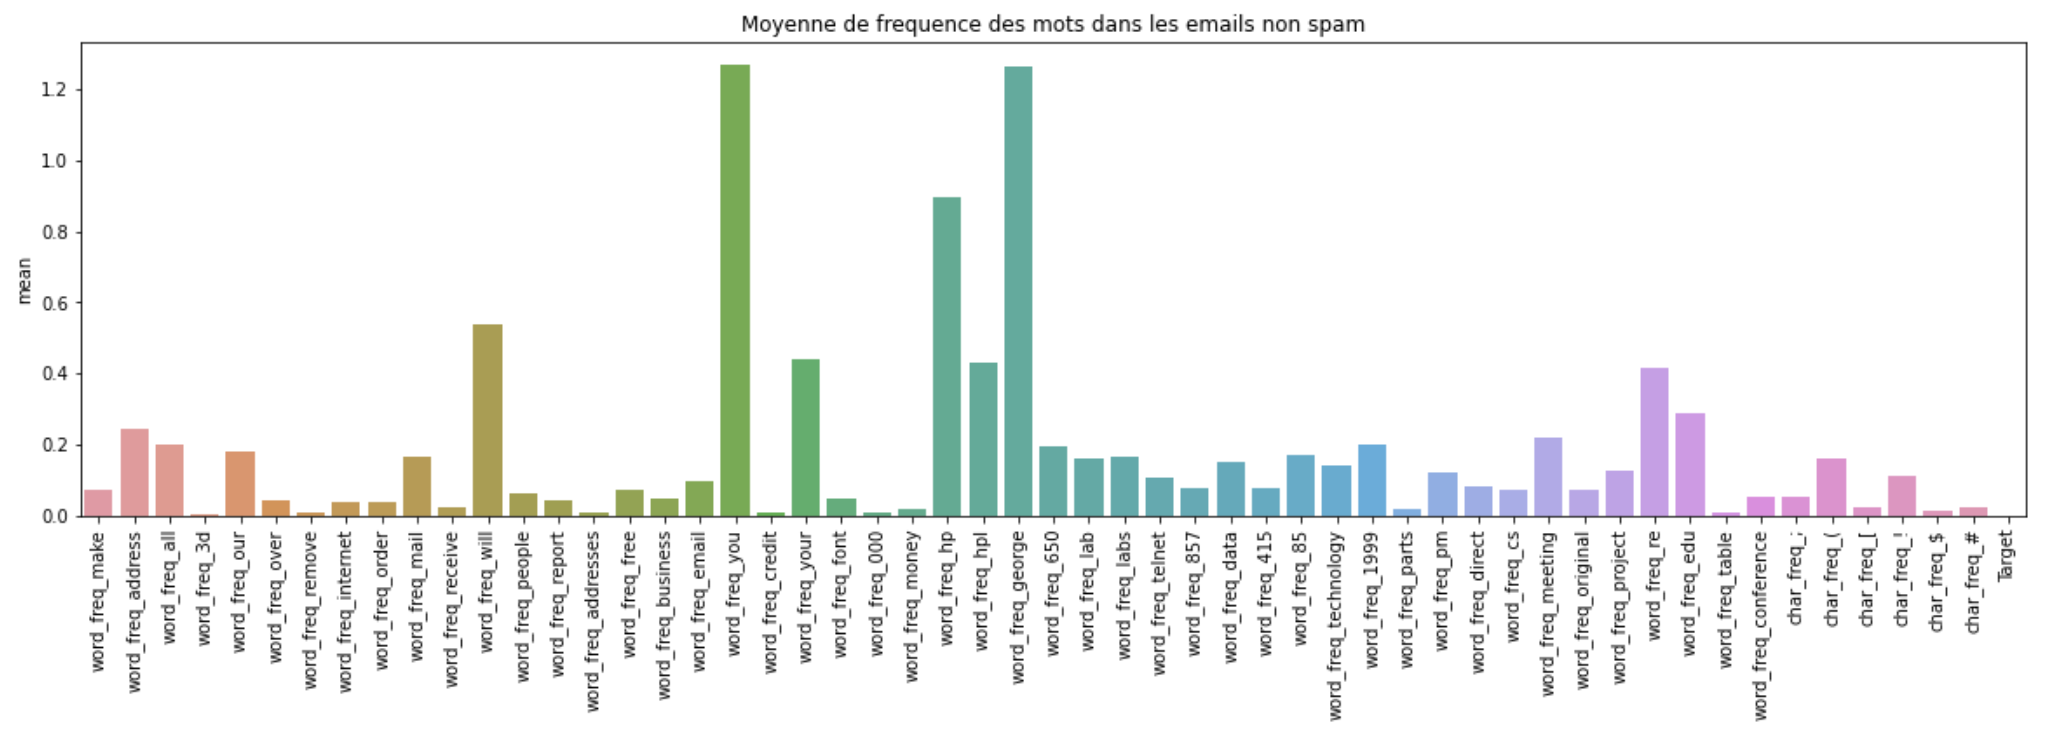 Moyenne de frequence des mots dans les emails non spam
mean
1.2
1.0
0.8
0.6
0.4
0.2
0.0
word_freq_make
word_freq_address
word_freq_all
word_freq_3d
word_freq_our
word_freq_over
word_freq_remove
word_freq_internet
word_freq_order
word_freq_mail
word_freq_receive
word_freq_will
word_freq_people
word_freq_report
word_freq_addresses
word_freq_free
word_freq_business
word_freq_email
word_freq_you
word_freq_credit
word_freq_your
word_freq_font
word_freq_000
word_freq_money
word_freq_hp
word_freq_hpl
word_freq_george
word_freq_650
word_freq_lab
word_freq_labs
word_freq_telnet
word_freq_857
word_freq_data
word_freq_415
word_freq_85
word_freq_technology
word_freq_1999
word_freq_parts
word_freq_pm
word_freq_direct
word_freq_cs
word_freq_meeting
word_freq_original
word_freq_project
word_freq_re
word_freq_edu
word_freq_table
word_freq_conference
char_freq_;
char_freq_(
char_freq_[
char_freq_!
char_freq_$
char_freq_#
Target